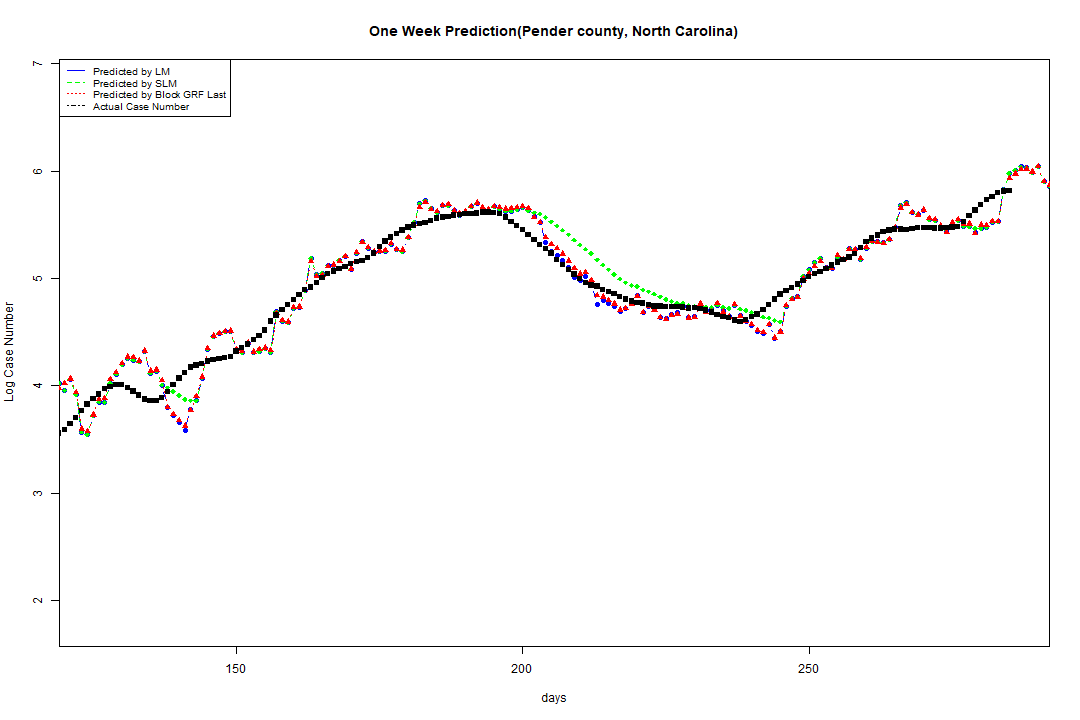 One Week Prediction(Pender county, North Carolina)
Predicted by LM
Predicted by SLM
Predicted by Block GRF Last
Actual Case Number
7
6
5
4
3
2
Log Case Number
150
200
250
days